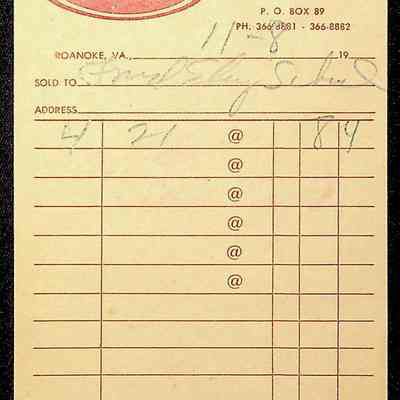 P. O. BOX 89
PH. 366-8881 - 366-8882
11-8
ROANOKE, VA., 19
SOLD TO
ADDRESS
4 21 @ 84
@
@
@
@
@